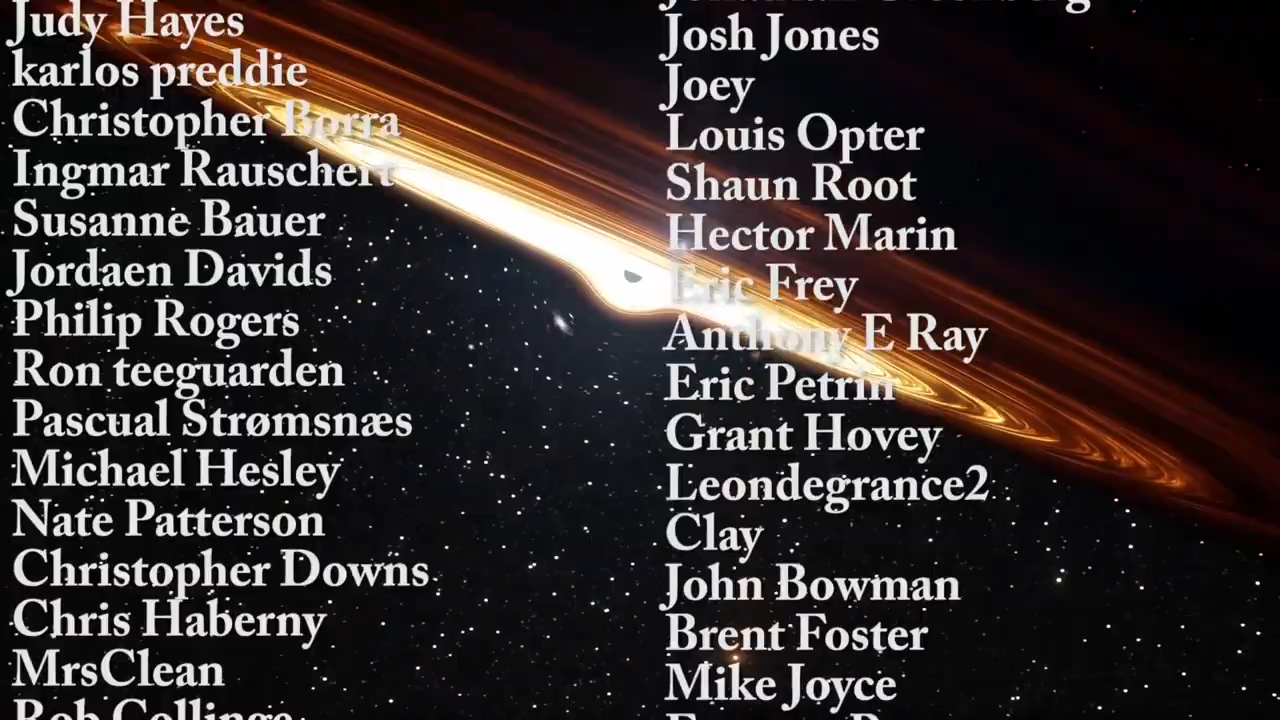 Judy Hayes
karlos preddie
Christopher Borra
Ingmar Rauschert
Susanne Bauer
Jordaen Davids
Philip Rogers
Ron teeguarden
Pascual Strømsnæs
Michael Hesley
Nate Patterson
Christopher Downs
Chris Haberny
MrsClean
Rob Collings
Josh Jones
Joey
Louis Opter
Shaun Root
Hector Marin
Eric Frey
Anthony E Ray
Eric Petrin
Grant Hovey
Leondegrance2
Clay
John Bowman
Brent Foster
Mike Joyce